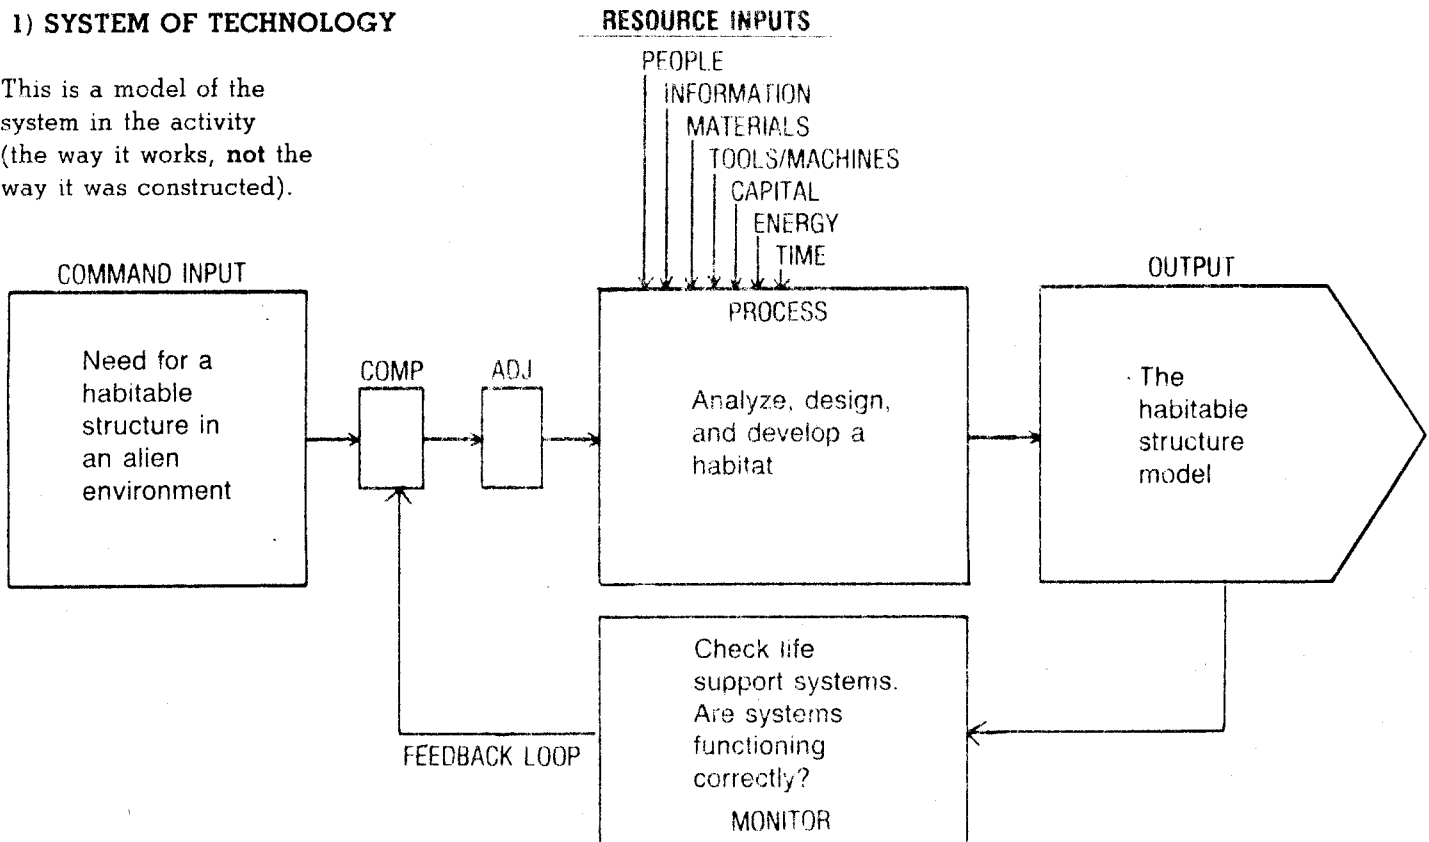 1) SYSTEM OF TECHNOLOGY
This is a model of the
system in the activity
(the way it works, not the
way it was constructed).
RESOURCE INPUTS
PEOPLE
INFORMATION
MATERIALS
TOOLS/MACHINES
CAPITAL
ENERGY
TIME
COMMAND INPUT
Need for a
habitable
structure in
an alien
environment
COMP
ADJ
PROCESS
Analyze, design,
and develop a
habitat
OUTPUT
The
habitable
structure
model
Check life
support systems.
Are systems
functioning
correctly?
MONITOR
FEEDBACK LOOP